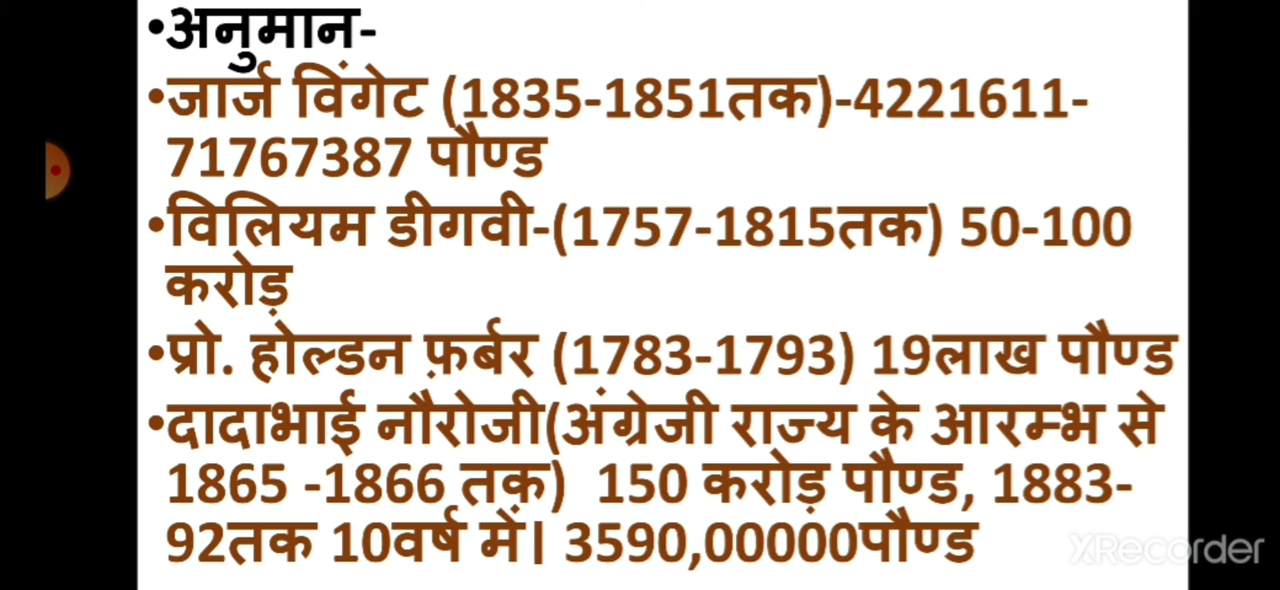 •अनुमान-
•जार्ज विंगेट (1835-1851तक)-4221611-
71767387 पौण्ड
•विलियम डीगवी-(1757-1815तक) 50-100
करोड़
•प्रो. होल्डन फ़र्बर (1783-1793) 19लाख पौण्ड
•दादाभाई नौरोजी(अंग्रेजी राज्य के आरम्भ से
1865 -1866 तक़) 150 करोड़ पौण्ड, 1883-
92तक 10वर्ष में| 3590,00000पौण्ड
XRecorder